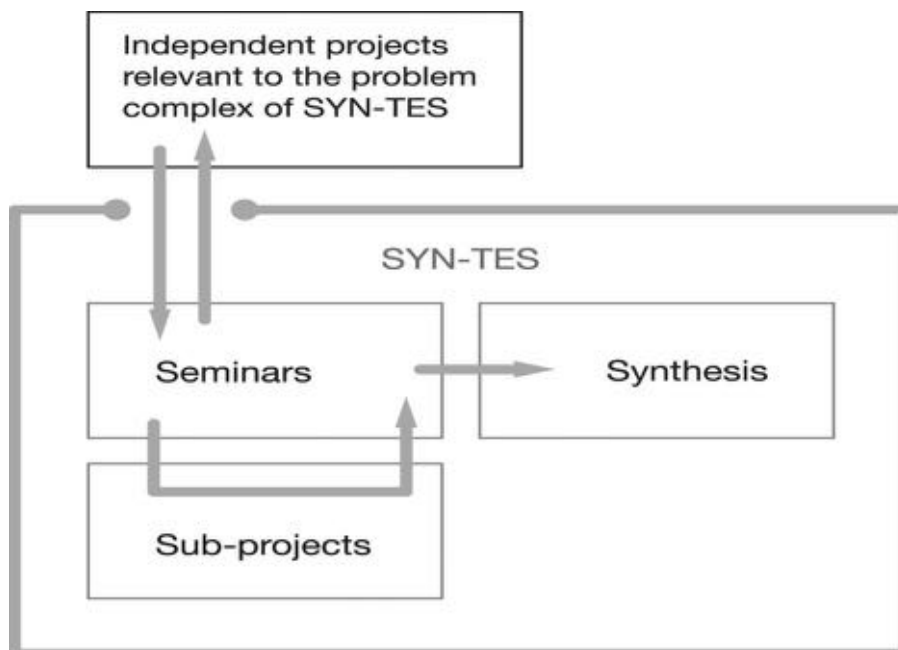 Independent projects
relevant to the problem
complex of SYN-TES
SYN-TES
Seminars
Synthesis
Sub-projects